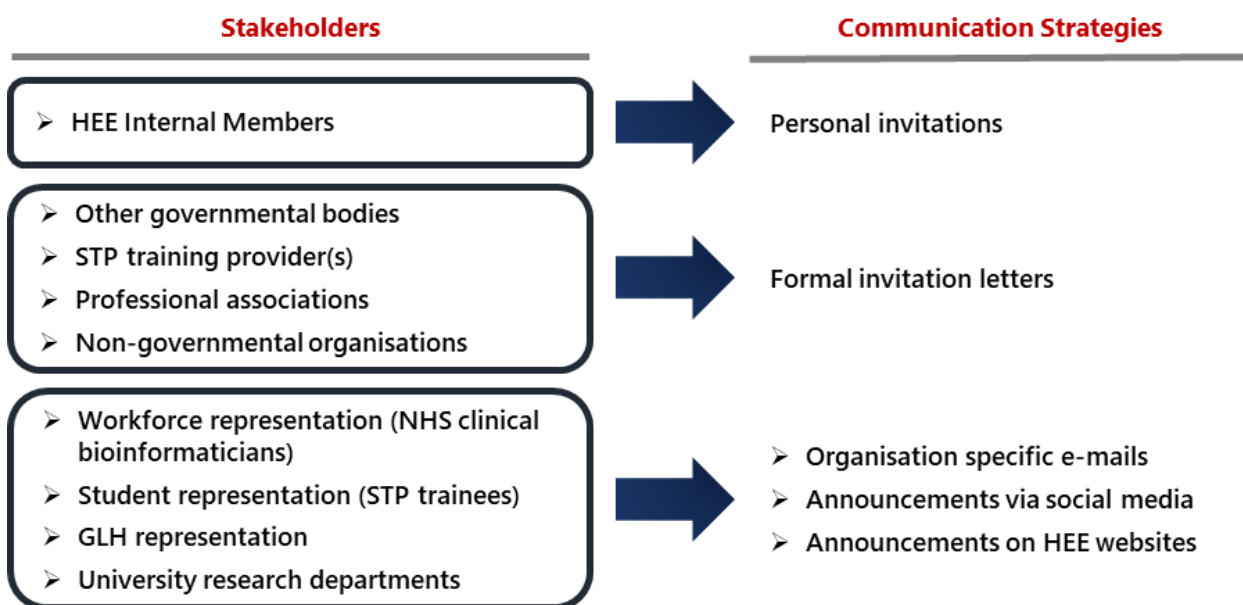 Stakeholders
Communication Strategies
➤ HEE Internal Members
Personal invitations
➤ Other governmental bodies
➤ STP training provider(s)
➤ Professional associations
➤ Non-governmental organisations
Formal invitation letters
➤ Workforce representation (NHS clinical
bioinformaticians)
➤ Student representation (STP trainees)
➤ GLH representation
➤ University research departments
➤ Organisation specific e-mails
➤ Announcements via social media
➤ Announcements on HEE websites